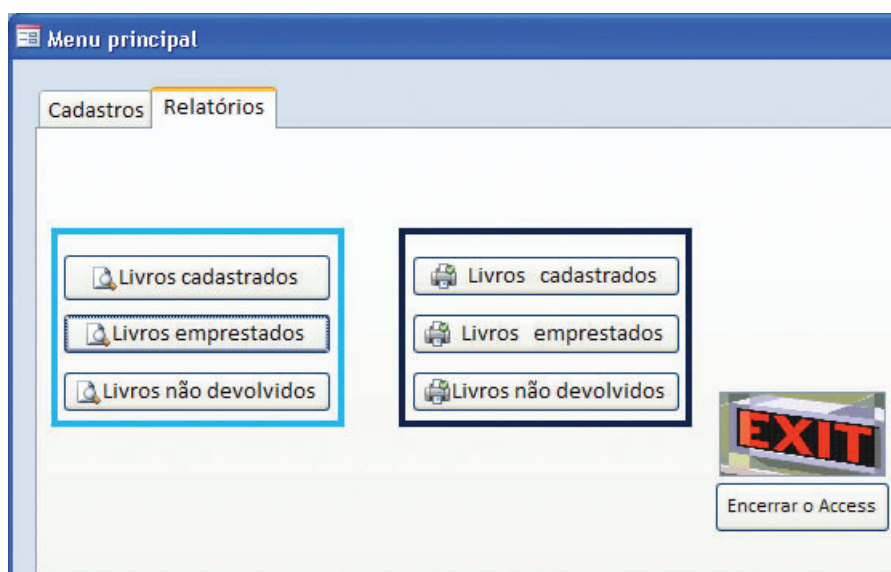 Menu principal
Cadastros
Relatórios
Livros cadastrados
Livros emprestados
Livros não devolvidos
Livros cadastrados
Livros emprestados
Livros não devolvidos
EXIT
Encerrar o Access